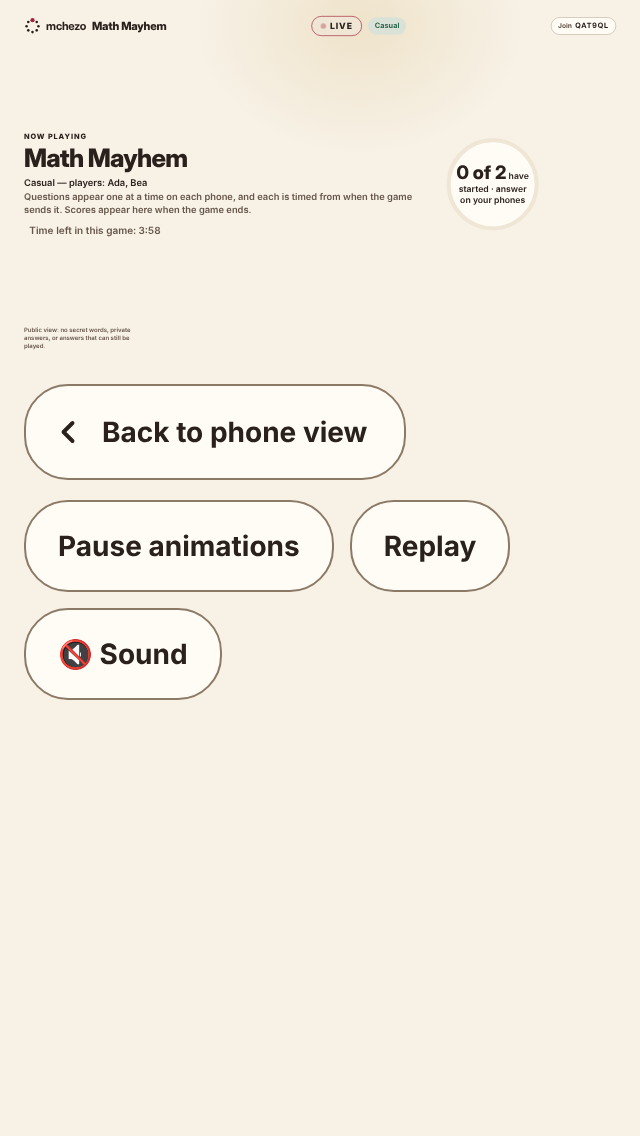 mchezo Math Mayhem
LIVE
Casual
Join QAT9QL
NOW PLAYING
Math Mayhem
Casual — players: Ada, Bea
Questions appear one at a time on each phone, and each is timed from when the game
sends it. Scores appear here when the game ends.
Time left in this game: 3:58
0 of 2 have
started · answer
on your phones
Public view: no secret words, private
answers, or answers that can still be
played.
Back to phone view
Pause animations
Replay
Sound